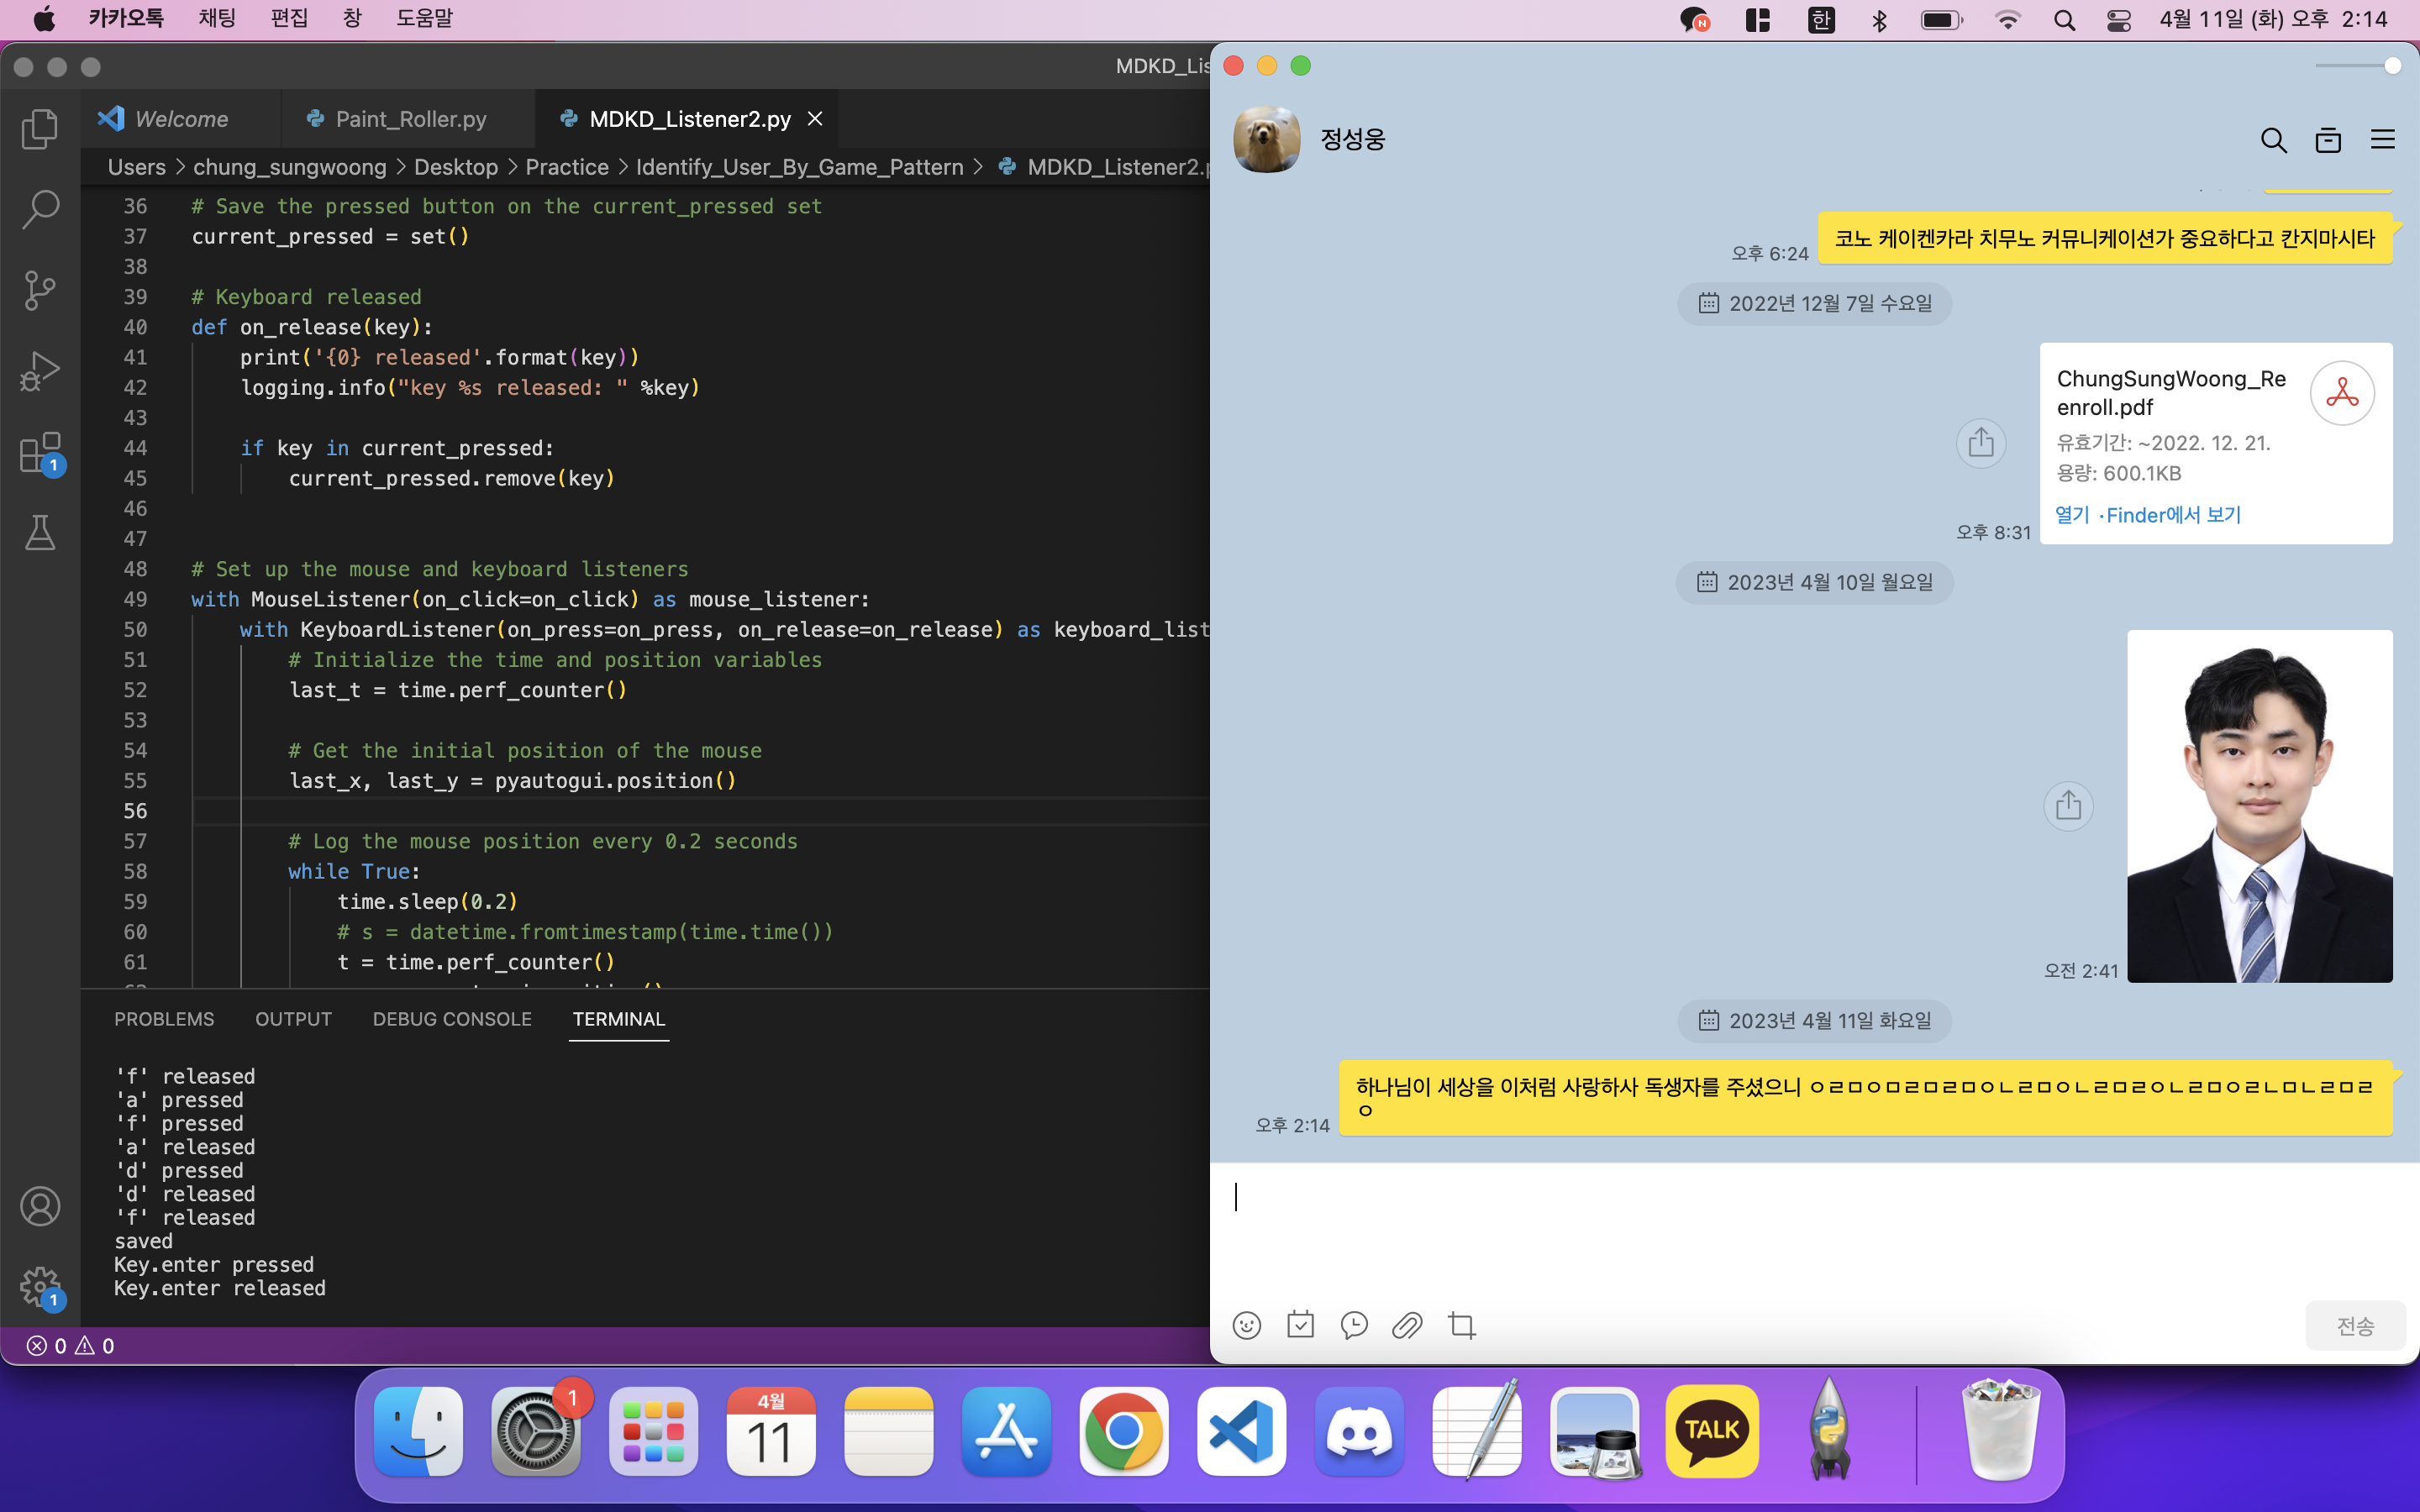 카카오톡 채팅 편집 창 도움말
한 4월 11일 (화) 오후 2:14
MDKD_Lis
Welcome Paint_Roller.py MDKD_Listener2.py
Users > chung_sungwoong > Desktop > Practice > Identify_User_By_Game_Pattern > MDKD_Listener2.p
36 # Save the pressed button on the current_pressed set
37 current_pressed = set()
38
39 # Keyboard released
40 def on_release(key):
41 print('{0} released'.format(key))
42 logging.info("key %s released: " %key)
43
44 if key in current_pressed:
45 current_pressed.remove(key)
46
47
48 # Set up the mouse and keyboard listeners
49 with MouseListener(on_click=on_click) as mouse_listener:
50 with KeyboardListener(on_press=on_press, on_release=on_release) as keyboard_list
51 # Initialize the time and position variables
52 last_t = time.perf_counter()
53
54 # Get the initial position of the mouse
55 last_x, last_y = pyautogui.position()
56
57 # Log the mouse position every 0.2 seconds
58 while True:
59 time.sleep(0.2)
60 # s = datetime.fromtimestamp(time.time())
61 t = time.perf_counter()
PROBLEMS OUTPUT DEBUG CONSOLE TERMINAL
'f' released
'a' pressed
'f' pressed
'a' released
'd' pressed
'd' released
'f' released
saved
Key.enter pressed
Key.enter released
0 0
1
1
정성웅
코노 케이켄카라 치무노 커뮤니케이션가 중요하다고 칸지마시타
오후 6:24
2022년 12월 7일 수요일
ChungSungWoong_Re
enroll.pdf
유효기간: ~2022. 12. 21.
용량: 600.1KB
열기 ·Finder에서 보기
오후 8:31
2023년 4월 10일 월요일
오전 2:41
2023년 4월 11일 화요일
하나님이 세상을 이처럼 사랑하사 독생자를 주셨으니 ㅇㄹㅁㅇㅁㄹㅁㄹㅁㅇㄴㄹㅁㅇㄴㄹㅁㄹㅇㄴㄹㅁㅇㄹㄴㅁㄴㄹㅁㄹ
ㅇ
오후 2:14
전송
1
4월
11
TALK